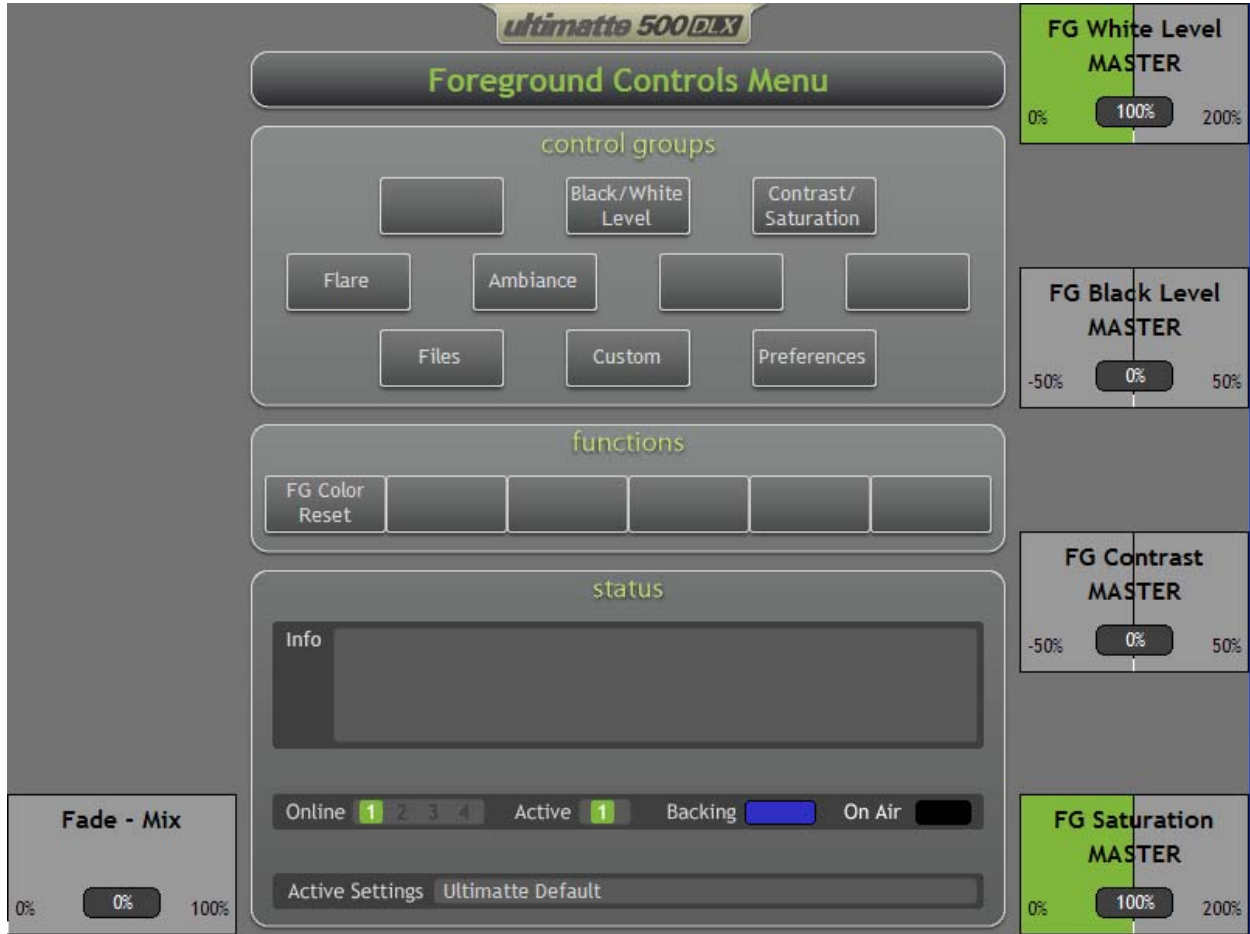 ultimatte 500 DLX
Foreground Controls Menu
control groups
Black/White
Level
Contrast/
Saturation
Flare
Ambiance
Files
Custom
Preferences
functions
FG Color
Reset
status
Info
Online 1 2 3 4 Active 1 Backing On Air
Active Settings Ultimatte Default
Fade - Mix
0% 0% 100%
FG White Level
MASTER
0% 100% 200%
FG Black Level
MASTER
-50% 0% 50%
FG Contrast
MASTER
-50% 0% 50%
FG Saturation
MASTER
0% 100% 200%